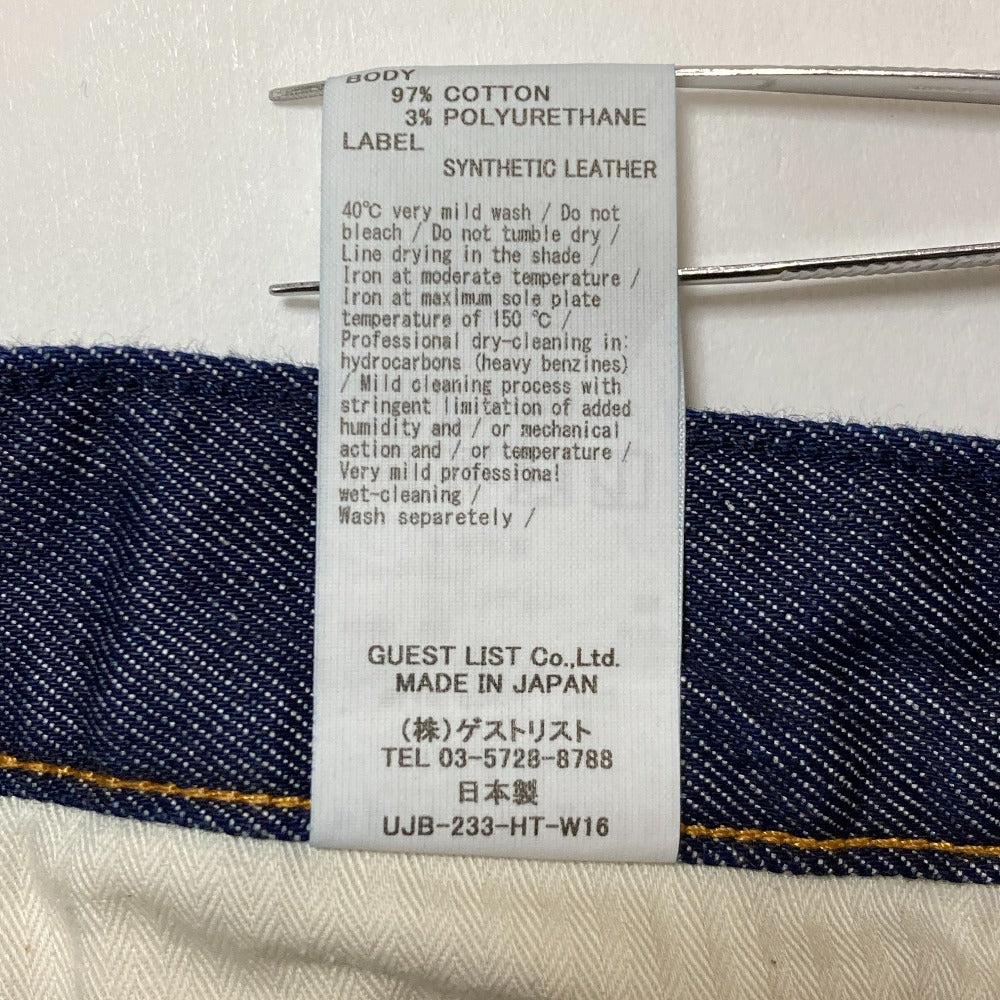 BODY
97% COTTON
3% POLYURETHANE
LABEL
SYNTHETIC LEATHER
40℃ very mild wash / Do not
bleach / Do not tumble dry /
Line drying in the shade /
Iron at moderate temperature /
Iron at maximum sole plate
temperature of 150 ℃ /
Professional dry-cleaning in:
hydrocarbons (heavy benzines)
/ Mild cleaning process with
stringent limitation of added
humidity and / or mechanical
action and / or temperature /
Very mild professional
wet-cleaning /
Wash separetely /
GUEST LIST Co.,Ltd.
MADE IN JAPAN
(株)ゲストリスト
TEL 03-5728-8788
日本製
UJB-233-HT-W16